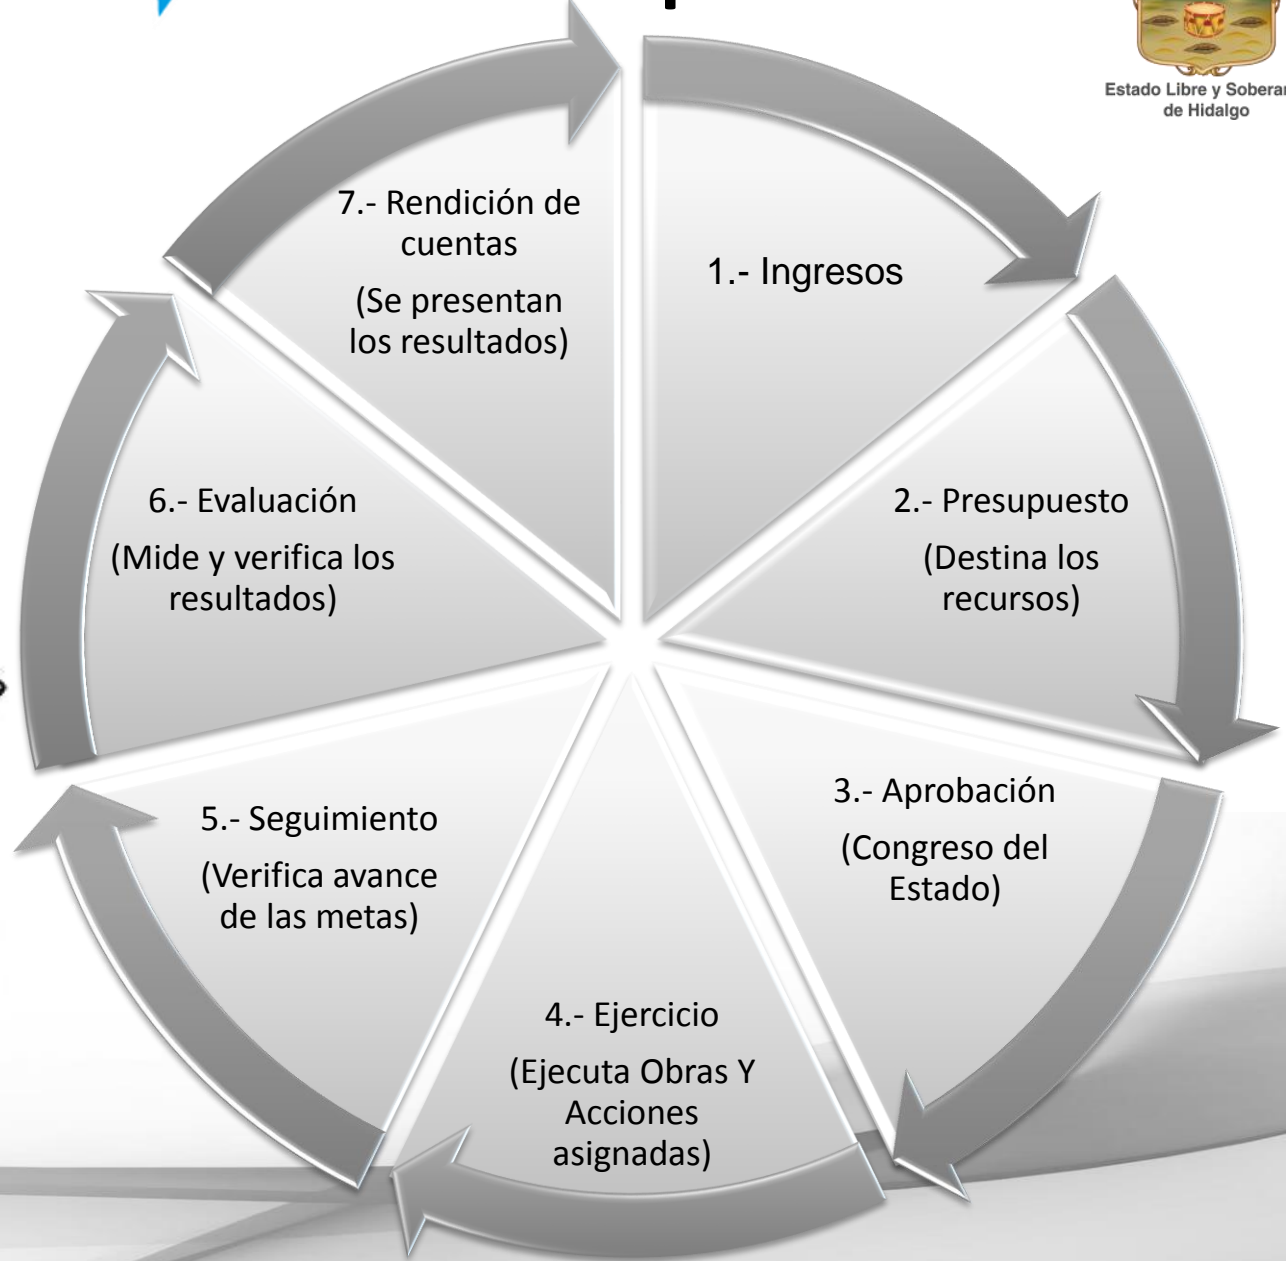 Estado Libre y
de Hidalgo
7.- Rendición de
cuentas
(Se presentan
los resultados)
1.- Ingresos
6.- Evaluación
(Mide y verifica los
resultados)
2.- Presupuesto
(Destina los
recursos)
5.- Seguimiento
(Verifica avance
de las metas)
3.- Aprobación
(Congreso del
Estado)
4.- Ejercicio
(Ejecuta Obras Y
Acciones
asignadas)